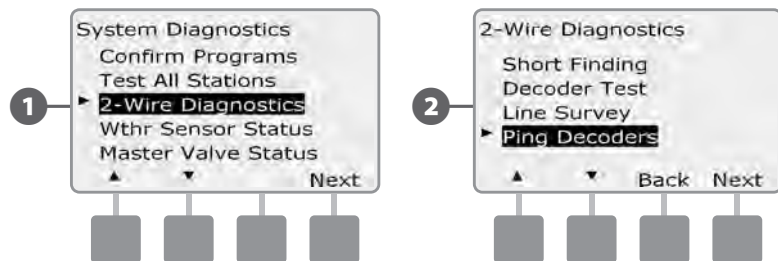 System Diagnostics
Confirm Programs
Test All Stations
1
2-Wire Diagnostics
Wthr Sensor Status
Master Valve Status
Next
2-Wire Diagnostics
Short Finding
Decoder Test
2
Line Survey
Ping Decoders
Back Next